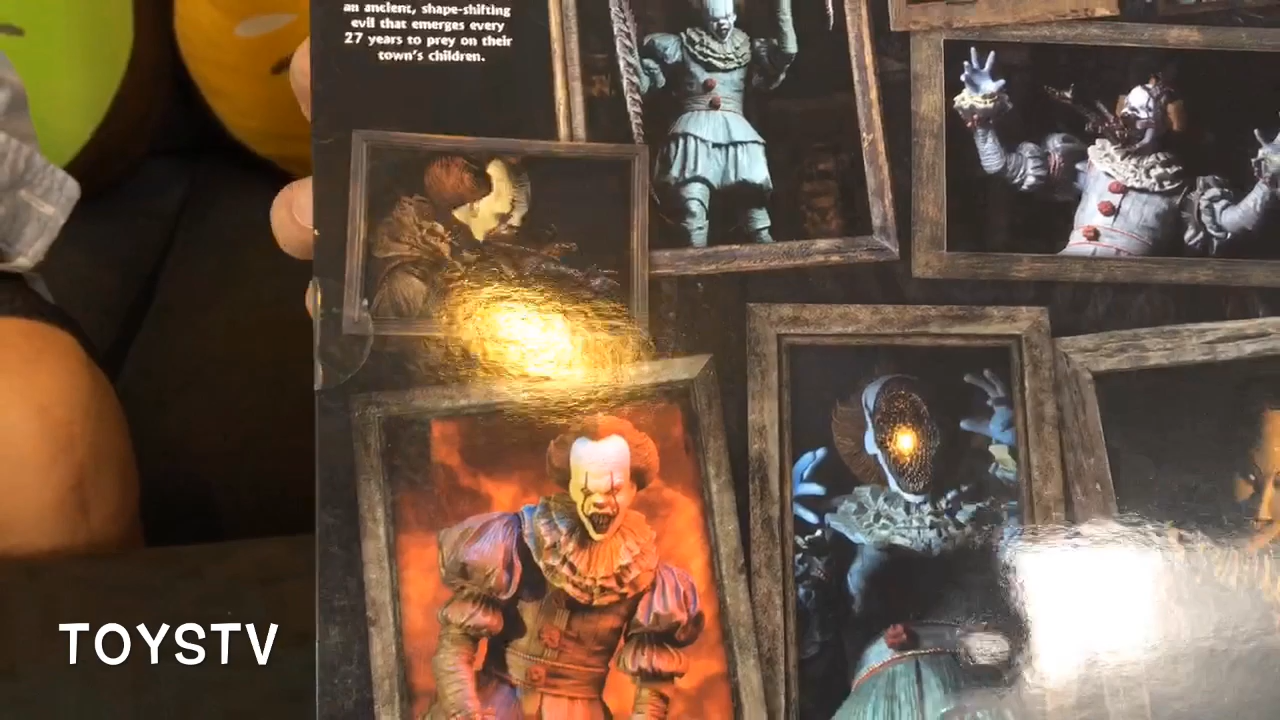 an ancient, shape-shifting
evil that emerges every
27 years to prey on their
town's children.
TOYSTV